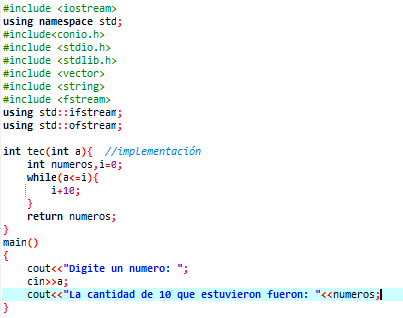 #include <iostream>
using namespace std;
#include<conio.h>
#include <stdio.h>
#include <stdlib.h>
#include <vector>
#include <string>
#include <fstream>
using std::ifstream;
using std::ofstream;
int tec(int a){  //implementación
    int numeros,i=0;
    while(a<=i){
        i+10;
    }
    return numeros;
}
main()
{
    cout<<"Digite un numero: ";
    cin>>a;
    cout<<"La cantidad de 10 que estuvieron fueron: "<<numeros;
}